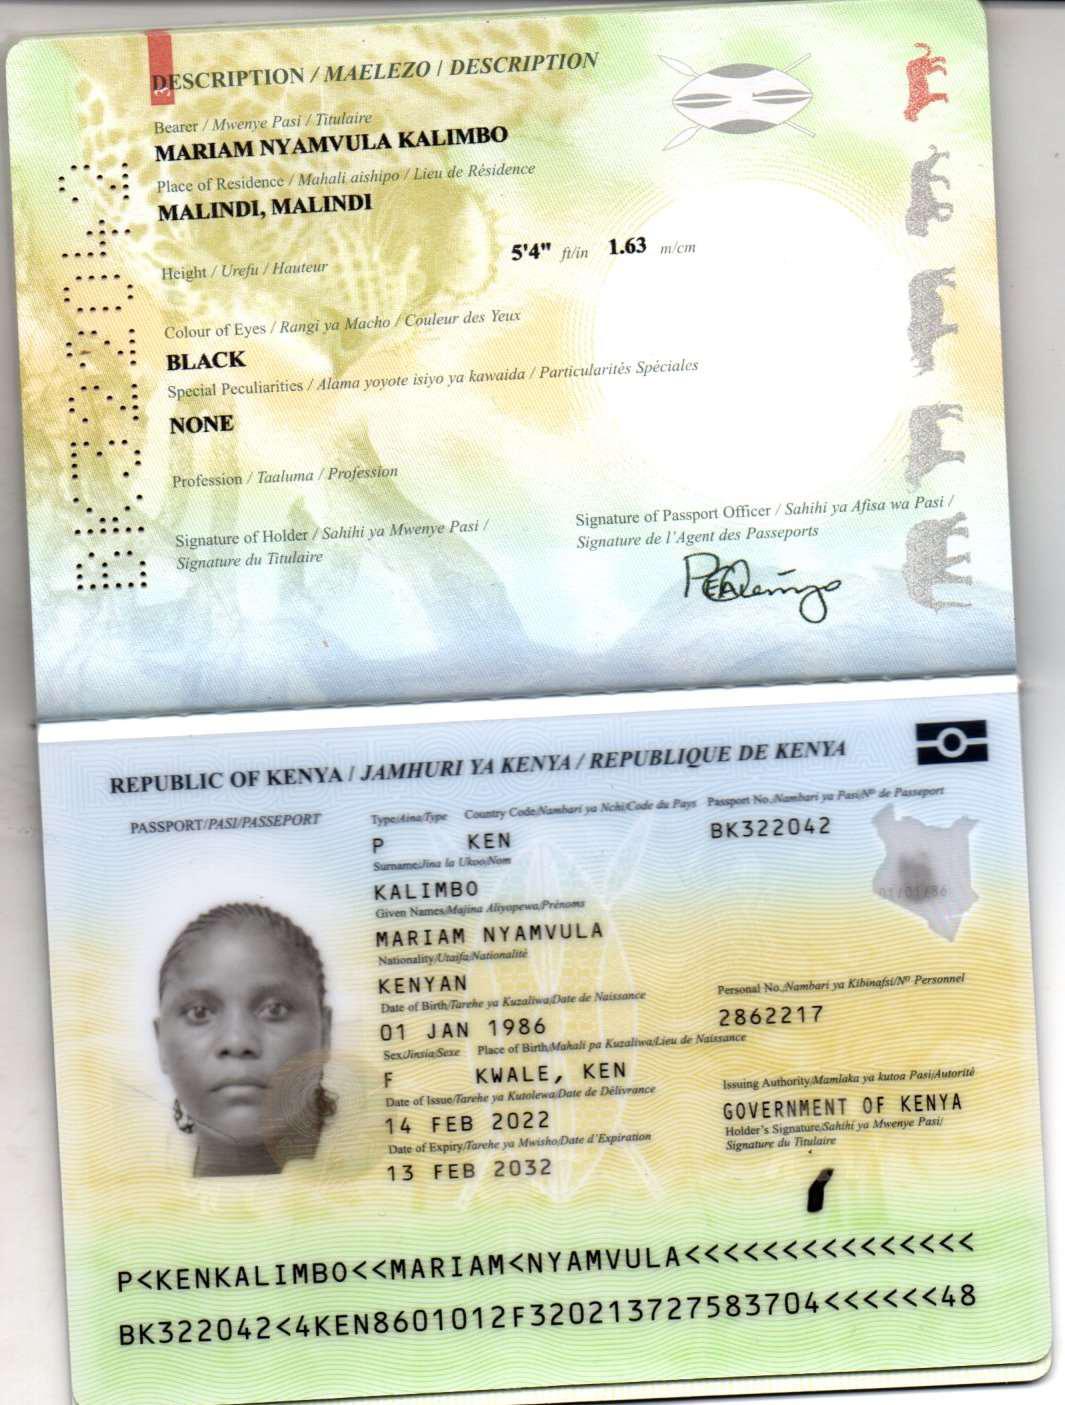 3
DESCRIPTION / MAELEZO / DESCRIPTION
Bearer / Mwenye Pasi / Titulaire
MARIAM NYAMVULA KALIMBO
Place of Residence / Mahali aishipo / Lieu de Résidence
MALINDI, MALINDI
Height / Urefu / Hauteur 5'4" ft/in 1.63 m/cm
Colour of Eyes / Rangi ya Macho / Couleur des Yeux
BLACK
Special Peculiarities / Alama yoyote isiyo ya kawaida / Particularités Spéciales
NONE
Profession / Taaluma / Profession
Signature of Holder / Sahihi ya Mwenye Pasi /
Signature du Titulaire
Signature of Passport Officer / Sahihi ya Afisa wa Pasi /
Signature de l'Agent des Passeports
BK322042
REPUBLIC OF KENYA / JAMHURI YA KENYA / REPUBLIQUE DE KENYA
PASSPORT/PASI/PASSEPORT
Type/Aina/Type Country Code/Nambari ya Nchi/Code du Pays Passport No./Nambari ya Pasi/Nº de Passeport
P KEN BK322042
Surname/Jina la Ukoo/Nom
KALIMBO
01/01/86
Given Names/Majina Aliyopewa/Prénoms
MARIAM NYAMVULA
Nationality/Utaifa/Nationalité
KENYAN
Date of Birth/Tarehe ya Kuzaliwa/Date de Naissance Personal No./Nambari ya Kibinafsi/Nº Personnel
01 JAN 1986 2862217
Sex/Jinsia/Sexe Place of Birth/Mahali pa Kuzaliwa/Lieu de Naissance
F KWALE, KEN
Date of Issue/Tarehe ya Kutolewa/Date de Délivrance Issuing Authority/Mamlaka ya kutoa Pasi/Autorité
14 FEB 2022 GOVERNMENT OF KENYA
Date of Expiry/Tarehe ya Mwisho/Date d'Expiration Holder's Signature/Sahihi ya Mwenye Pasi/
Signature du Titulaire
13 FEB 2032
P<KENKALIMBO<<MARIAM<NYAMVULA<<<<<<<<<<<<<<<
BK322042<4KEN8601012F320213727583704<<<<<<48